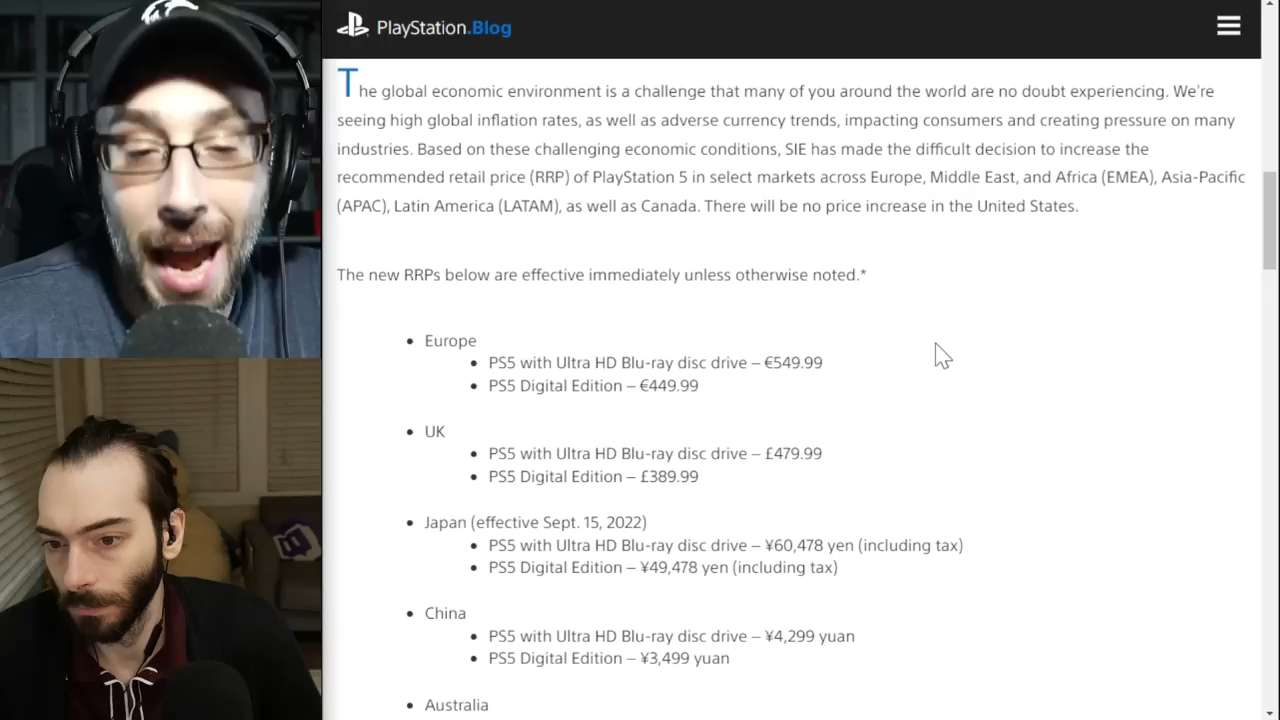 PlayStation.Blog
The global economic environment is a challenge that many of you around the world are no doubt experiencing. We're
seeing high global inflation rates, as well as adverse currency trends, impacting consumers and creating pressure on many
industries. Based on these challenging economic conditions, SIE has made the difficult decision to increase the
recommended retail price (RRP) of PlayStation 5 in select markets across Europe, Middle East, and Africa (EMEA), Asia-Pacific
(APAC), Latin America (LATAM), as well as Canada. There will be no price increase in the United States.
The new RRPs below are effective immediately unless otherwise noted.*
• Europe
• PS5 with Ultra HD Blu-ray disc drive – €549.99
• PS5 Digital Edition – €449.99
• UK
• PS5 with Ultra HD Blu-ray disc drive – £479.99
• PS5 Digital Edition – £389.99
• Japan (effective Sept. 15, 2022)
• PS5 with Ultra HD Blu-ray disc drive – ¥60,478 yen (including tax)
• PS5 Digital Edition – ¥49,478 yen (including tax)
• China
• PS5 with Ultra HD Blu-ray disc drive – ¥4,299 yuan
• PS5 Digital Edition – ¥3,499 yuan
• Australia